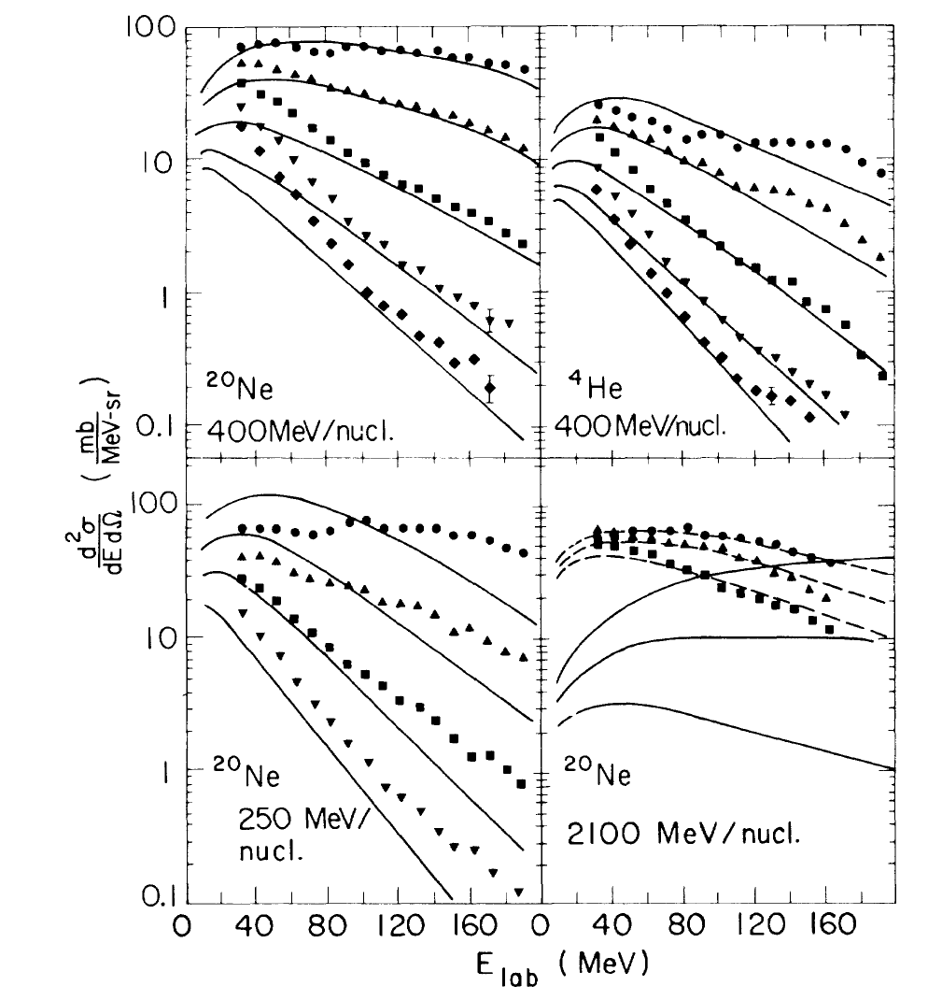 100
10
1
0.1
20Ne
400MeV/nucl.
4He
400MeV/nucl.
d2σ/dE dΩ (mb/MeV-sr)
100
10
1
0.1
20Ne
250 MeV/
nucl.
20Ne
2100 MeV/nucl.
0 40 80 120 160 0 40 80 120 160
E lab (MeV)